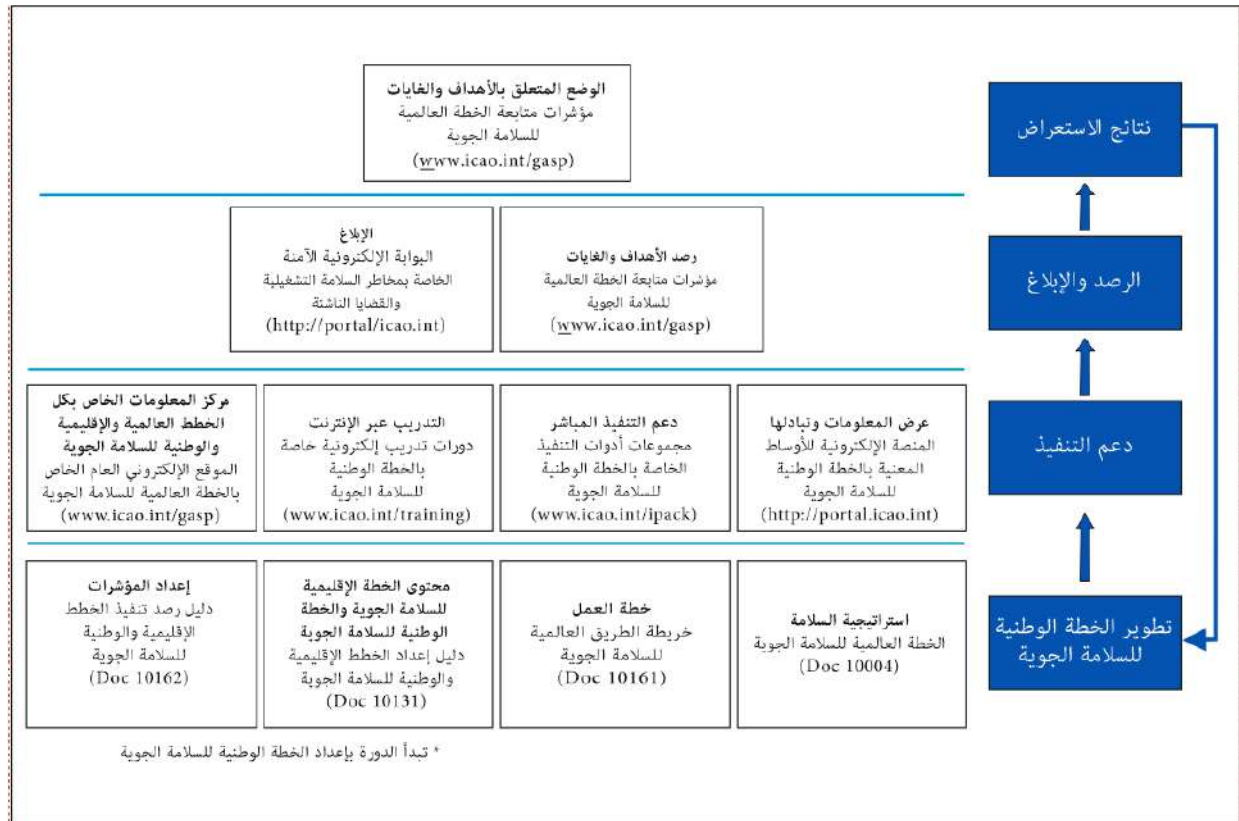 الوضع المتعلق بالأهداف والغايات
مؤشرات متابعة الخطة العالمية
للسلامة الجوية
(www.icao.int/gasp)
نتائج الاستعراض
رصد الأهداف والغايات
مؤشرات متابعة الخطة العالمية
للسلامة الجوية
(www.icao.int/gasp)
الإبلاغ
البوابة الإلكترونية الآمنة
الخاصة بمخاطر السلامة التشغيلية
والقضايا الناشئة
(http://portal/icao.int)
الرصد والإبلاغ
عرض المعلومات وتبادلها
المنصة الإلكترونية للأوساط
المعنية بالخطة الوطنية
للسلامة الجوية
(http://portal.icao.int)
دعم التنفيذ المباشر
مجموعات أدوات التنفيذ
الخاصة بالخطة الوطنية
للسلامة الجوية
(www.icao.int/ipack)
التدريب عبر الإنترنت
دورات تدريب إلكترونية خاصة
بالخطة الوطنية
للسلامة الجوية
(www.icao.int/training)
مركز المعلومات الخاص بكل
الخطط العالمية والإقليمية
والوطنية للسلامة الجوية
الموقع الإلكتروني العام الخاص
بالخطة العالمية للسلامة الجوية
(www.icao.int/gasp)
دعم التنفيذ
استراتيجية السلامة
الخطة العالمية للسلامة الجوية
(Doc 10004)
خطة العمل
خريطة الطريق العالمية
للسلامة الجوية
(Doc 10161)
محتوى الخطة الإقليمية
للسلامة الجوية والخطة
الوطنية للسلامة الجوية
دليل إعداد الخطط الإقليمية
والوطنية للسلامة الجوية
(Doc 10131)
إعداد المؤشرات
دليل رصد تنفيذ الخطط
الإقليمية والوطنية
للسلامة الجوية
(Doc 10162)
تطوير الخطة الوطنية
للسلامة الجوية
* تبدأ الدورة بإعداد الخطة الوطنية للسلامة الجوية